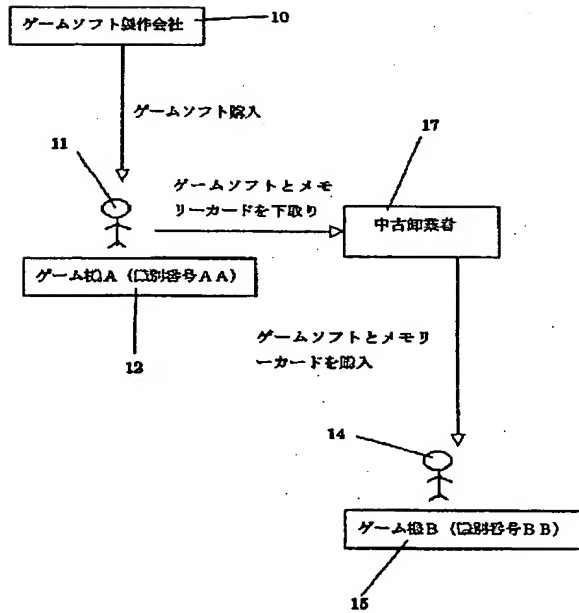 ゲームソフト製作会社
10
ゲームソフト購入
11
17
ゲームソフトとメモ
リーカードを下取り
中古卸業者
ゲーム機A(識別番号AA)
12
ゲームソフトとメモリ
ーカードを購入
14
ゲーム機B(識別番号BB)
15